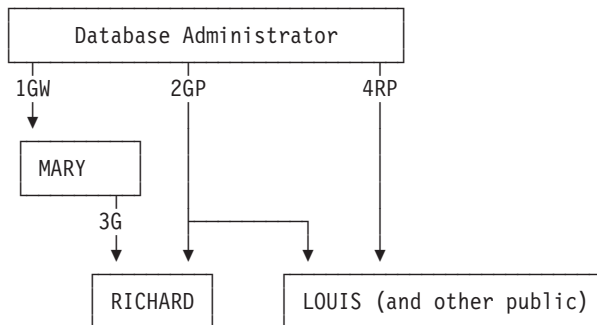 Database Administrator
1GW 2GP 4RP
MARY
3G
RICHARD LOUIS (and other public)